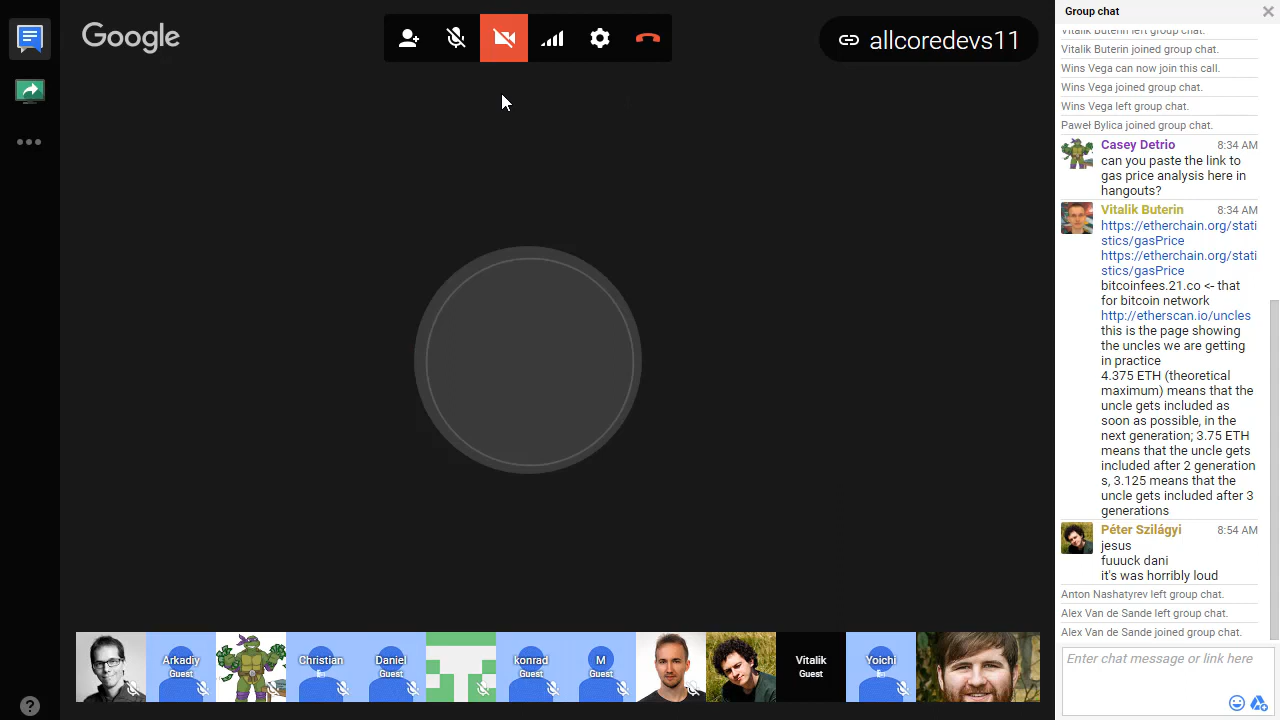 Google
allcoredevs11
Group chat
Vitalik Buterin left group chat.
Vitalik Buterin joined group chat.
Wins Vega can now join this call.
Wins Vega joined group chat.
Wins Vega left group chat.
Paweł Bylica joined group chat.
Casey Detrio 8:34 AM
can you paste the link to
gas price analysis here in
hangouts?
Vitalik Buterin 8:34 AM
https://etherchain.org/stati
stics/gasPrice
https://etherchain.org/stati
stics/gasPrice
bitcoinfees.21.co <- that
for bitcoin network
http://etherscan.io/uncles
this is the page showing
the uncles we are getting
in practice
4.375 ETH (theoretical
maximum) means that the
uncle gets included as
soon as possible, in the
next generation; 3.75 ETH
means that the uncle gets
included after 2 generation
s, 3.125 means that the
uncle gets included after 3
generations
Péter Szilágyi 8:54 AM
jesus
fuuuck dani
it's was horribly loud
Anton Nashatyrev left group chat.
Alex Van de Sande left group chat.
Alex Van de Sande joined group chat.
Enter chat message or link here
Arkadiy
Guest
Christian
Daniel
Guest
konrad
Guest
M
Guest
Vitalik
Guest
Yoichi